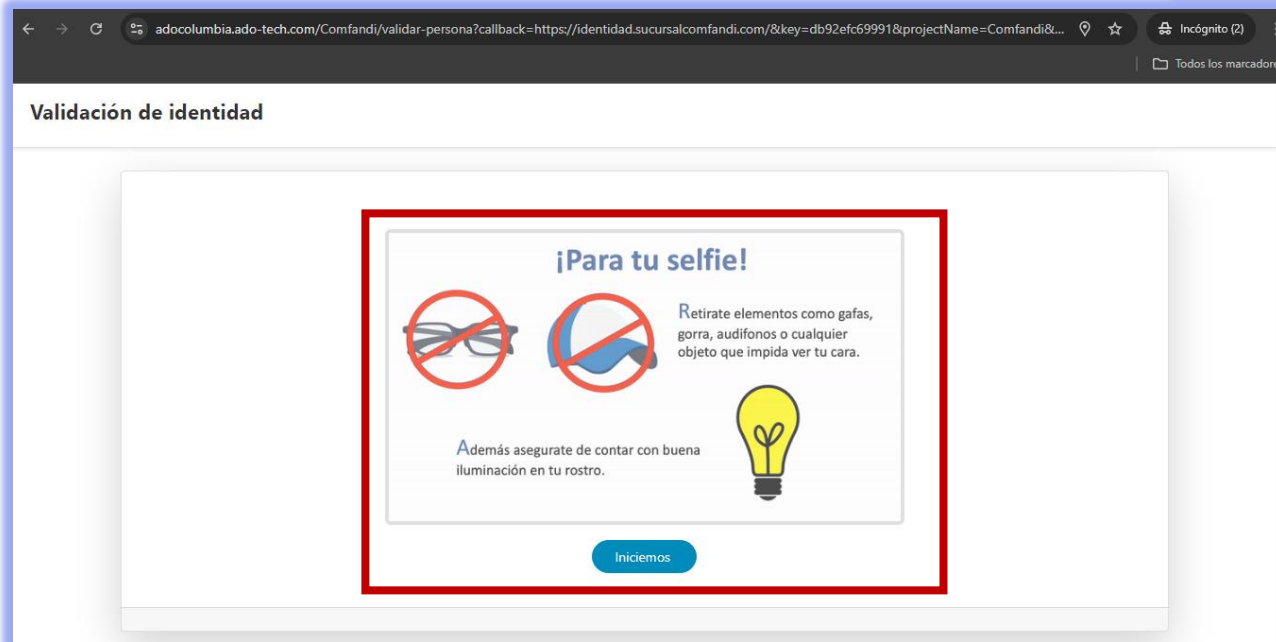 adocolumbia.ado-tech.com/Comfandi/validar-persona?callback=https://identidad.sucursalcomfandi.com/&key=db92efc69991&projectName=Comfandi&...
Incógnito (2)
Todos los marcadore
Validación de identidad
¡Para tu selfie!
Retirate elementos como gafas,
gorra, audifonos o cualquier
objeto que impida ver tu cara.
Además asegurate de contar con buena
iluminación en tu rostro.
Iniciemos